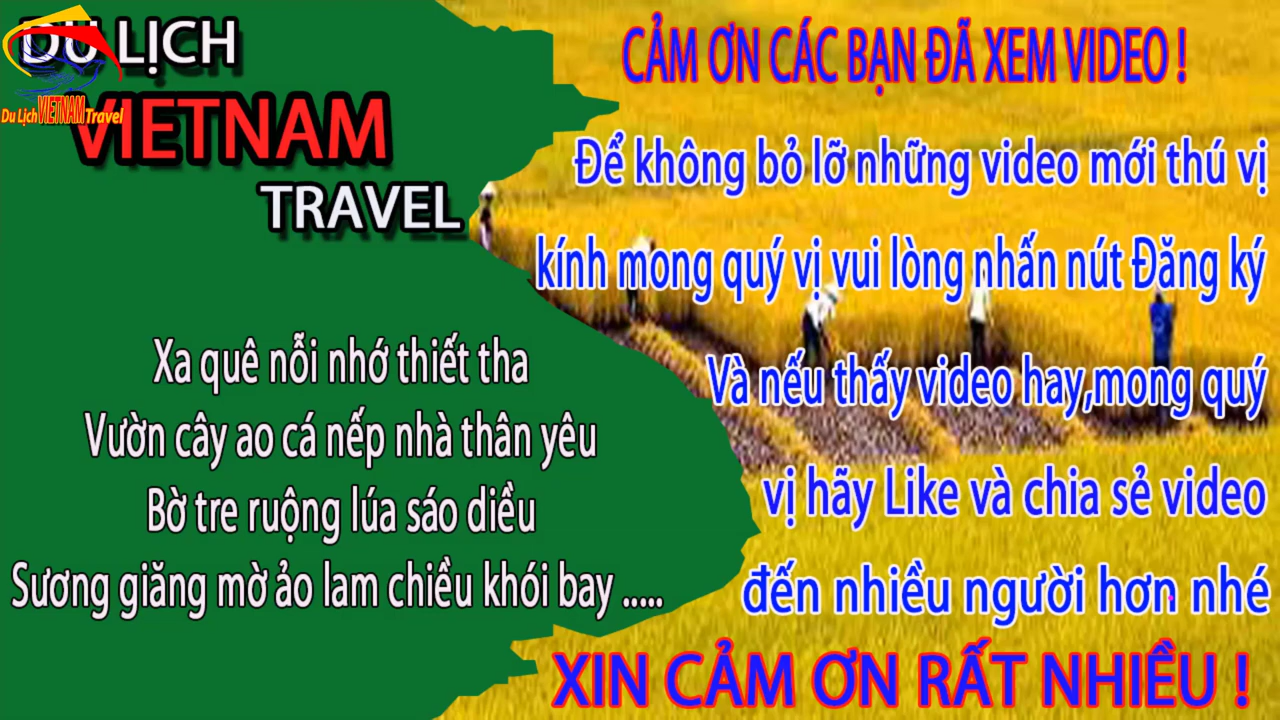 DU LỊCH
VIETNAM
TRAVEL
Du Lịch VIETNAM Travel
Xa quê nỗi nhớ thiết tha
Vườn cây ao cá nếp nhà thân yêu
Bờ tre ruộng lúa sáo diều
Sương giăng mờ ảo lam chiều khói bay .....
CẢM ƠN CÁC BẠN ĐÃ XEM VIDEO !
Để không bỏ lỡ những video mới thú vị
kính mong quý vị vui lòng nhấn nút Đăng ký
Và nếu thấy video hay,mong quý
vị hãy Like và chia sẻ video
đến nhiều người hơn nhé
XIN CẢM ƠN RẤT NHIỀU !